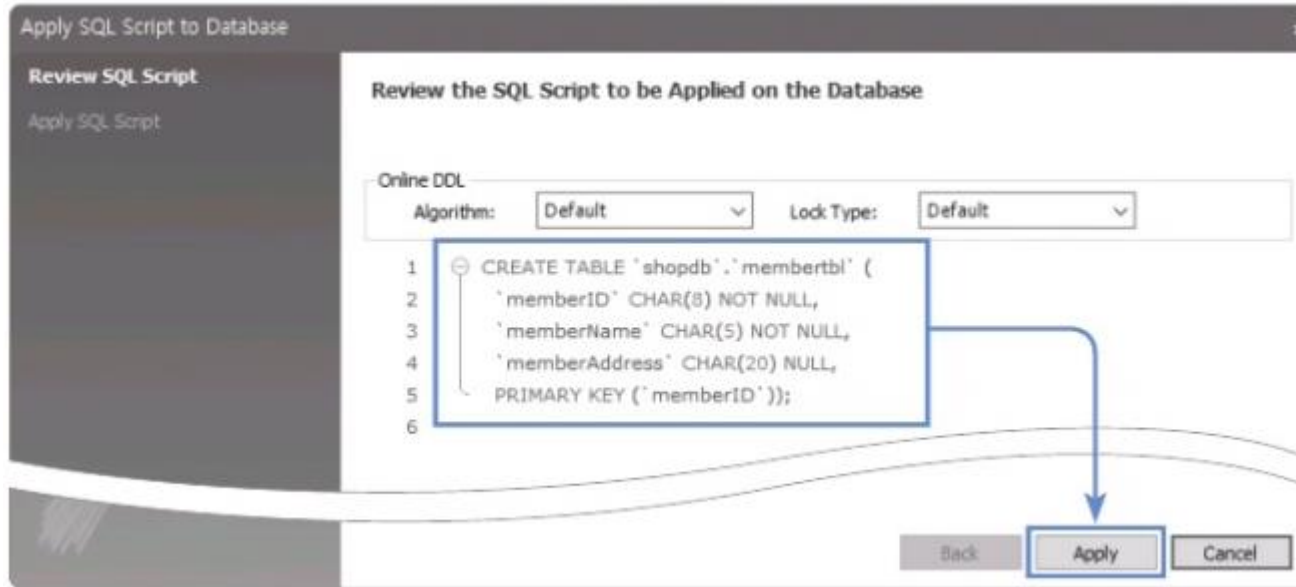 Apply SQL Script to Database
Review SQL Script
Apply SQL Script
Review the SQL Script to be Applied on the Database
Online DDL
Algorithm: Default Lock Type: Default
1 CREATE TABLE `shopdb`.`membertbl` (
2 `memberID` CHAR(8) NOT NULL,
3 `memberName` CHAR(5) NOT NULL,
4 `memberAddress` CHAR(20) NULL,
5 PRIMARY KEY (`memberID`));
6
Back Apply Cancel